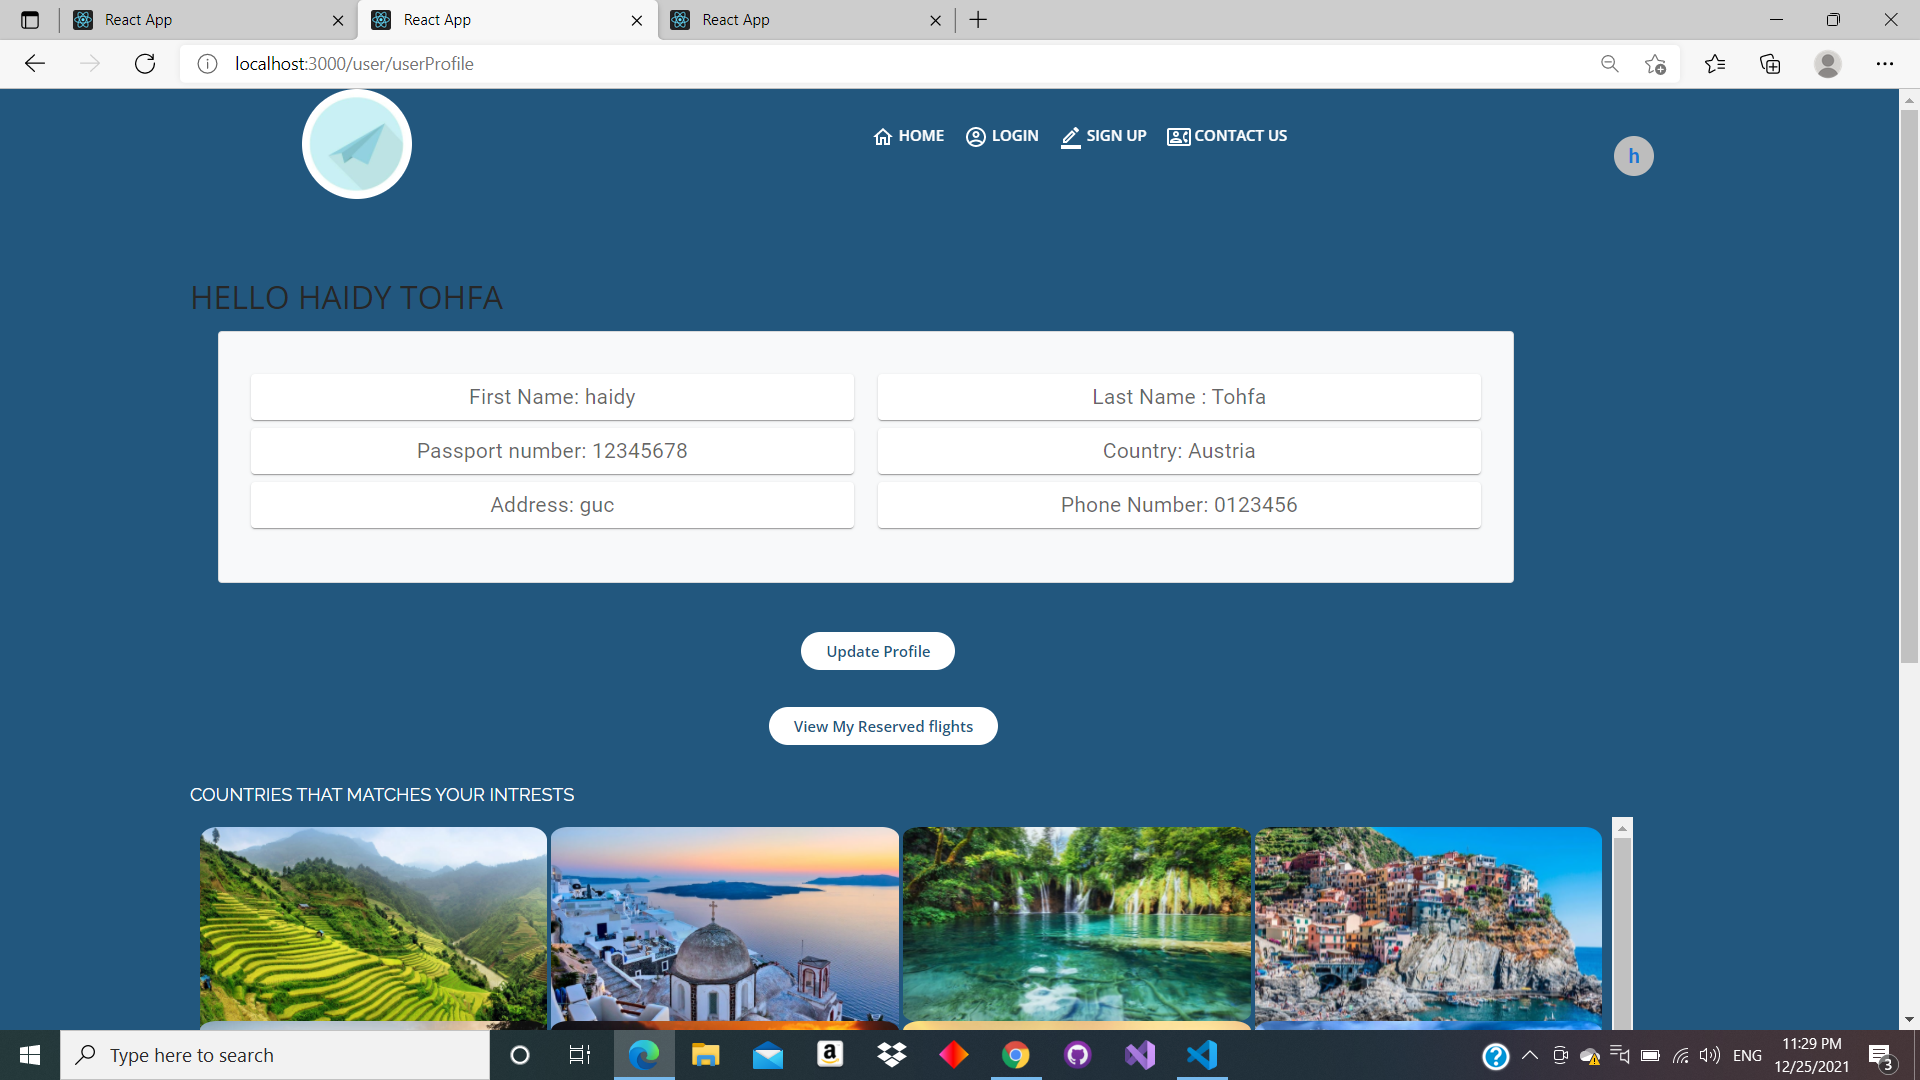 React App
React App
React App
localhost:3000/user/userProfile
HOME
LOGIN
SIGN UP
CONTACT US
h
HELLO HAIDY TOHFA
First Name: haidy
Last Name : Tohfa
Passport number: 12345678
Country: Austria
Address: guc
Phone Number: 0123456
Update Profile
View My Reserved flights
COUNTRIES THAT MATCHES YOUR INTRESTS
Type here to search
a
?
ENG
11:29 PM
12/25/2021
3